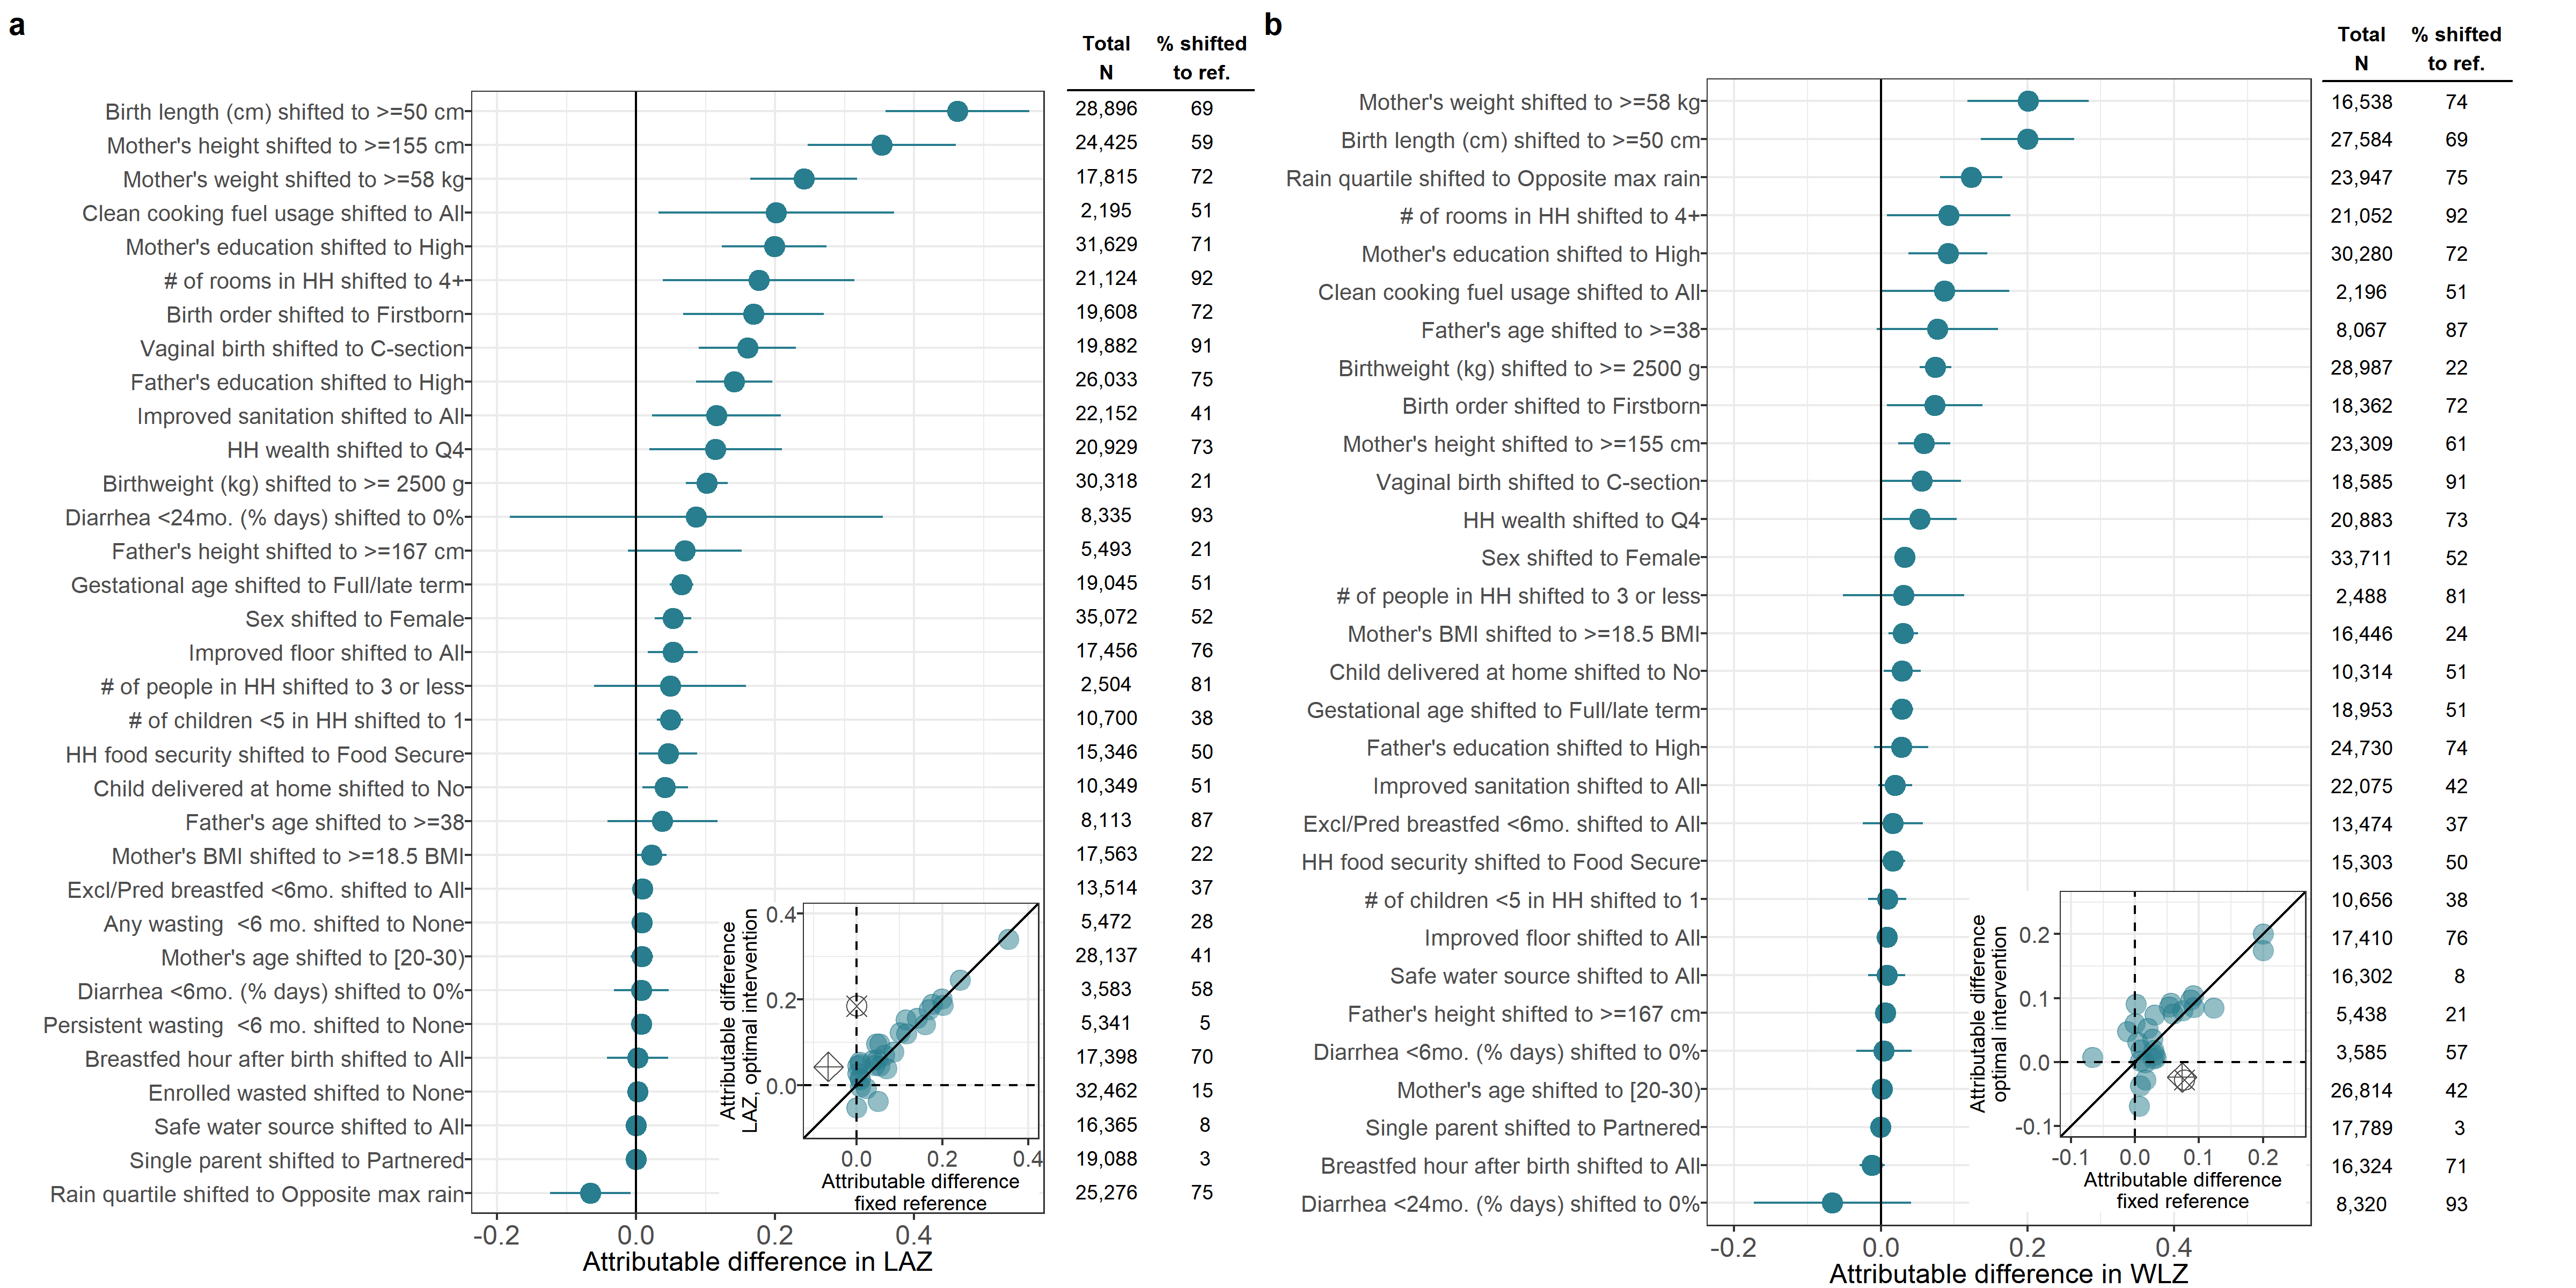 a
Total % shifted
N to ref.
Birth length (cm) shifted to >=50 cm 28,896 69
Mother's height shifted to >=155 cm 24,425 59
Mother's weight shifted to >=58 kg 17,815 72
Clean cooking fuel usage shifted to All 2,195 51
Mother's education shifted to High 31,629 71
# of rooms in HH shifted to 4+ 21,124 92
Birth order shifted to Firstborn 19,608 72
Vaginal birth shifted to C-section 19,882 91
Father's education shifted to High 26,033 75
Improved sanitation shifted to All 22,152 41
HH wealth shifted to Q4 20,929 73
Birthweight (kg) shifted to >= 2500 g 30,318 21
Diarrhea <24mo. (% days) shifted to 0% 8,335 93
Father's height shifted to >=167 cm 5,493 21
Gestational age shifted to Full/late term 19,045 51
Sex shifted to Female 35,072 52
Improved floor shifted to All 17,456 76
# of people in HH shifted to 3 or less 2,504 81
# of children <5 in HH shifted to 1 10,700 38
HH food security shifted to Food Secure 15,346 50
Child delivered at home shifted to No 10,349 51
Father's age shifted to >=38 8,113 87
Mother's BMI shifted to >=18.5 BMI 17,563 22
Excl/Pred breastfed <6mo. shifted to All 13,514 37
Any wasting <6 mo. shifted to None 5,472 28
Mother's age shifted to [20-30) 28,137 41
Diarrhea <6mo. (% days) shifted to 0% 3,583 58
Persistent wasting <6 mo. shifted to None 5,341 5
Breastfed hour after birth shifted to All 17,398 70
Enrolled wasted shifted to None 32,462 15
Safe water source shifted to All 16,365 8
Single parent shifted to Partnered 19,088 3
Rain quartile shifted to Opposite max rain 25,276 75
-0.2 0.0 0.2 0.4
Attributable difference in LAZ
Attributable difference
LAZ, optimal intervention
0.4
0.2
0.0
0.0 0.2 0.4
Attributable difference
fixed reference
b
Total % shifted
N to ref.
Mother's weight shifted to >=58 kg 16,538 74
Birth length (cm) shifted to >=50 cm 27,584 69
Rain quartile shifted to Opposite max rain 23,947 75
# of rooms in HH shifted to 4+ 21,052 92
Mother's education shifted to High 30,280 72
Clean cooking fuel usage shifted to All 2,196 51
Father's age shifted to >=38 8,067 87
Birthweight (kg) shifted to >= 2500 g 28,987 22
Birth order shifted to Firstborn 18,362 72
Mother's height shifted to >=155 cm 23,309 61
Vaginal birth shifted to C-section 18,585 91
HH wealth shifted to Q4 20,883 73
Sex shifted to Female 33,711 52
# of people in HH shifted to 3 or less 2,488 81
Mother's BMI shifted to >=18.5 BMI 16,446 24
Child delivered at home shifted to No 10,314 51
Gestational age shifted to Full/late term 18,953 51
Father's education shifted to High 24,730 74
Improved sanitation shifted to All 22,075 42
Excl/Pred breastfed <6mo. shifted to All 13,474 37
HH food security shifted to Food Secure 15,303 50
# of children <5 in HH shifted to 1 10,656 38
Improved floor shifted to All 17,410 76
Safe water source shifted to All 16,302 8
Father's height shifted to >=167 cm 5,438 21
Diarrhea <6mo. (% days) shifted to 0% 3,585 57
Mother's age shifted to [20-30) 26,814 42
Single parent shifted to Partnered 17,789 3
Breastfed hour after birth shifted to All 16,324 71
Diarrhea <24mo. (% days) shifted to 0% 8,320 93
-0.2 0.0 0.2 0.4
Attributable difference in WLZ
Attributable difference
optimal intervention
0.2
0.1
0.0
-0.1
-0.1 0.0 0.1 0.2
Attributable difference
fixed reference